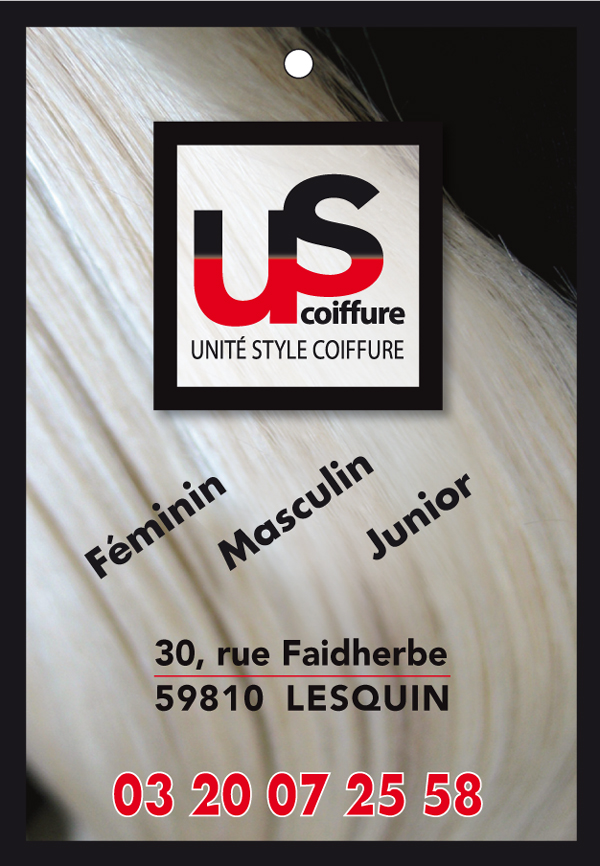 us
coiffure
UNITÉ STYLE COIFFURE
Féminin
Masculin
Junior
30, rue Faidherbe
59810 LESQUIN
03 20 07 25 58